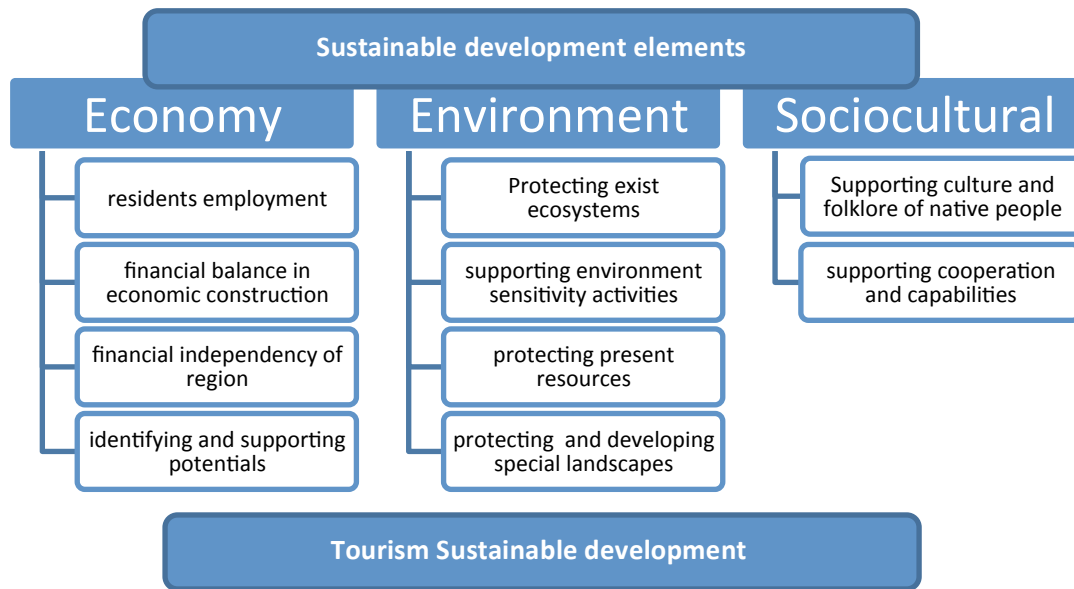 Sustainable development elements
Economy
residents employment
financial balance in
economic construction
financial independency of
region
identifying and supporting
potentials
Environment
Protecting exist
ecosystems
supporting environment
sensitivity activities
protecting present
resources
protecting  and developing
special landscapes
Sociocultural
Supporting culture and
folklore of native people
supporting cooperation
and capabilities
Tourism Sustainable development